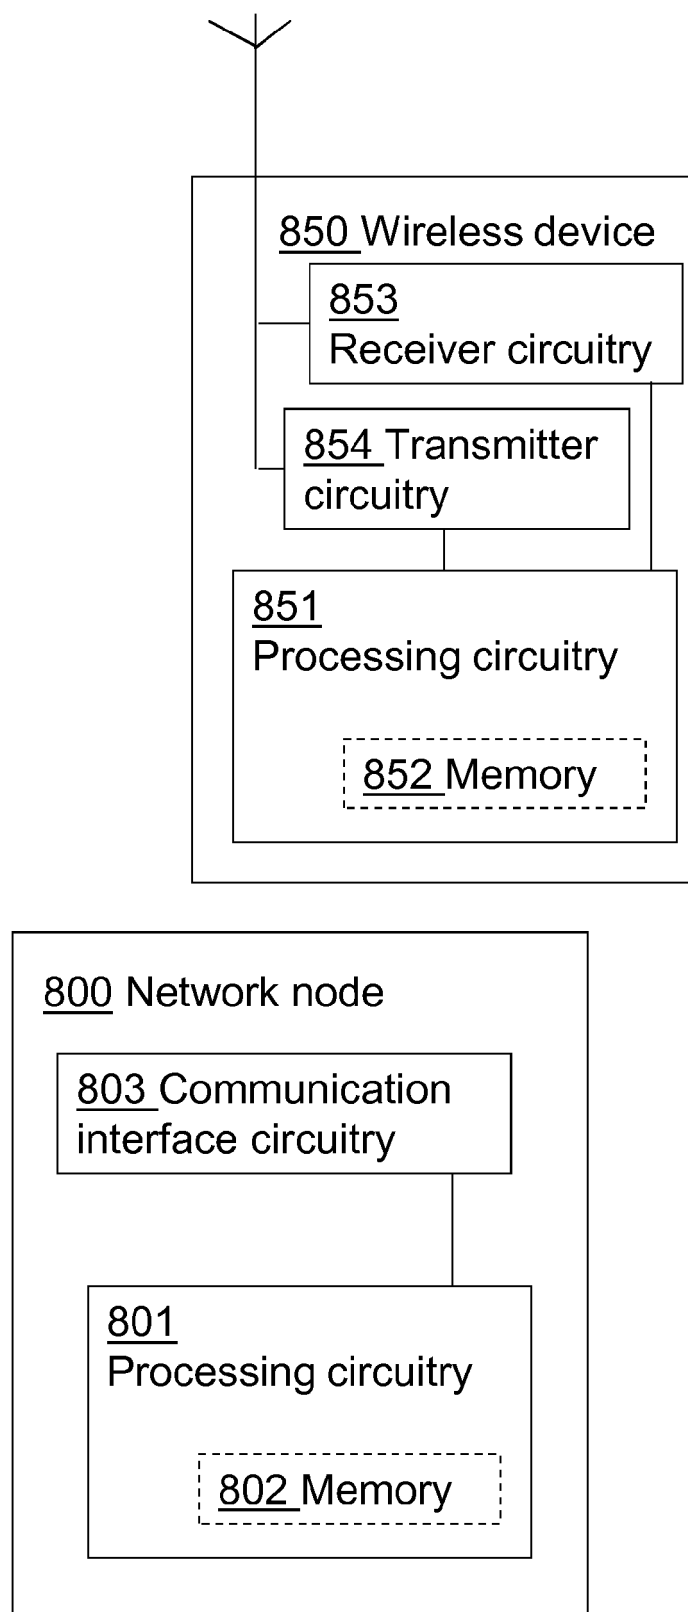 850 Wireless device
853
Receiver circuitry
854 Transmitter
circuitry
851
Processing circuitry
852 Memory
800 Network node
803 Communication
interface circuitry
801
Processing circuitry
802 Memory